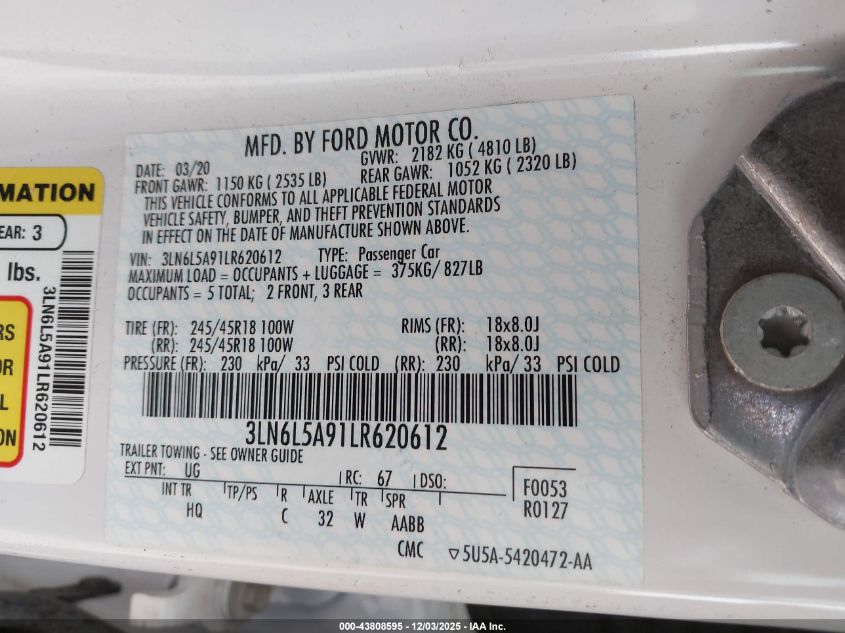 MFD. BY FORD MOTOR CO.
DATE: 03/20 GVWR: 2182 KG ( 4810 LB)
FRONT GAWR: 1150 KG ( 2535 LB) REAR GAWR: 1052 KG ( 2320 LB)
THIS VEHICLE CONFORMS TO ALL APPLICABLE FEDERAL MOTOR
VEHICLE SAFETY, BUMPER, AND THEFT PREVENTION STANDARDS
IN EFFECT ON THE DATE OF MANUFACTURE SHOWN ABOVE.
VIN: 3LN6L5A91LR620612 TYPE: Passenger Car
MAXIMUM LOAD = OCCUPANTS + LUGGAGE = 375KG/ 827LB
OCCUPANTS = 5 TOTAL; 2 FRONT, 3 REAR
TIRE (FR): 245/45R18 100W RIMS (FR): 18x8.0J
(RR): 245/45R18 100W (RR): 18x8.0J
PRESSURE (FR): 230 kPa/ 33 PSI COLD (RR): 230 kPa/ 33 PSI COLD
3LN6L5A91LR620612
TRAILER TOWING - SEE OWNER GUIDE
EXT PNT: UG RC: 67 DSO: F0053
INT TR TP/PS R AXLE TR SPR R0127
HQ C 32 W AABB
CMC ▽5U5A-5420472-AA
RMATION
EAR: 3
lbs.
RS
OR
L
ON
3LN6L5A91LR620612
000-43808595 - 12/03/2025 - IAA Inc.